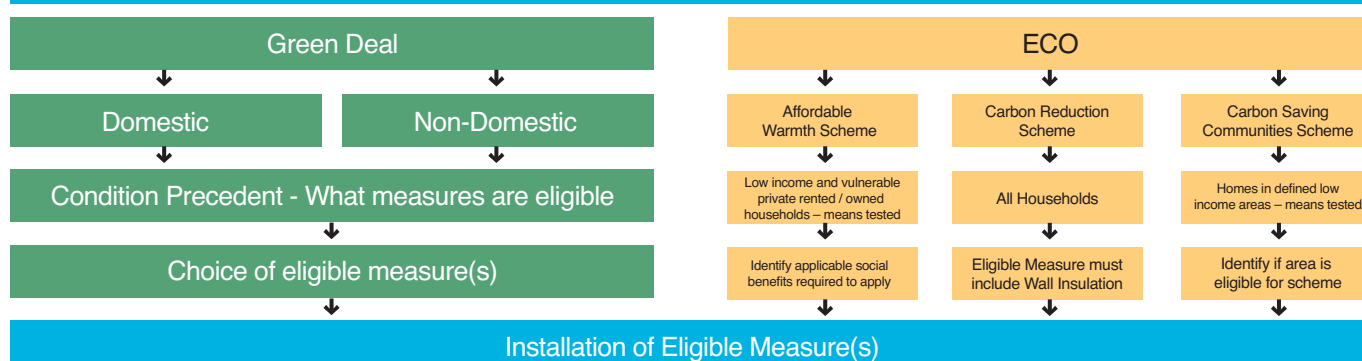 Green Deal
ECO
Domestic
Non-Domestic
Affordable
Warmth Scheme
Carbon Reduction
Scheme
Carbon Saving
Communities Scheme
Condition Precedent - What measures are eligible
Low income and vulnerable
private rented / owned
households – means tested
All Households
Homes in defined low
income areas – means tested
Choice of eligible measure(s)
Identify applicable social
benefits required to apply
Eligible Measure must
include Wall Insulation
Identify if area is
eligible for scheme
Installation of Eligible Measure(s)